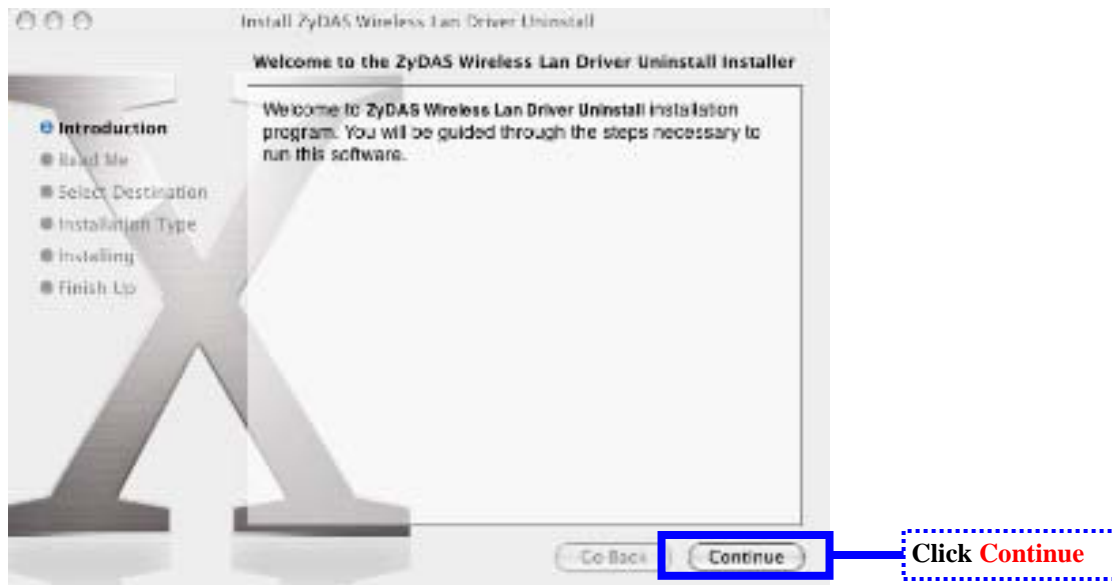 Install ZyDAS Wireless Lan Driver Uninstall
Welcome to the ZyDAS Wireless Lan Driver Uninstall Installer
Introduction
Read Me
Select Destination
Installation Type
Installing
Finish Up
Welcome to ZyDAS Wireless Lan Driver Uninstall installation
program. You will be guided through the steps necessary to
run this software.
Go Back
Continue
Click Continue